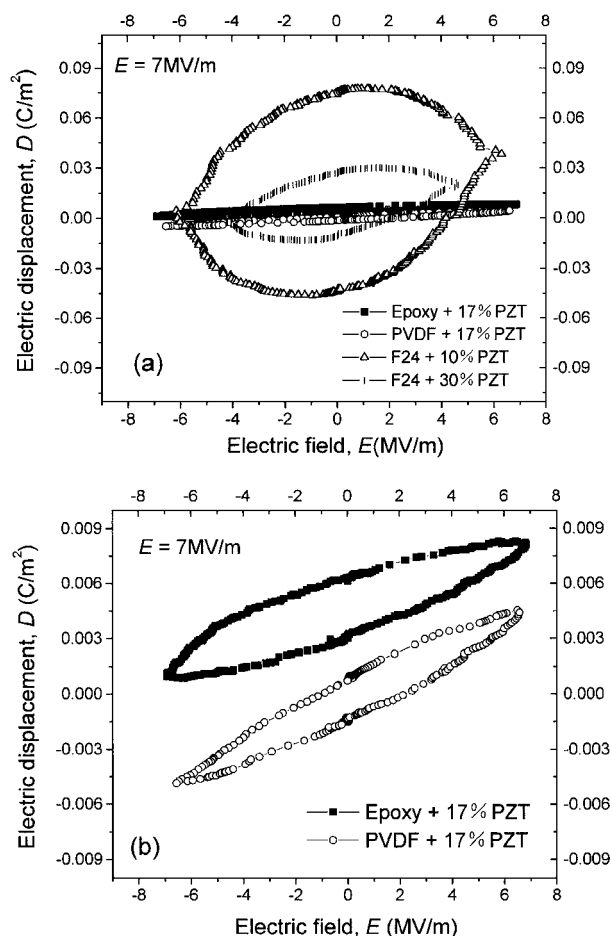 -8 -6 -4 -2 0 2 4 6 8
E = 7MV/m
0.09 0.09
0.06 0.06
0.03 0.03
0.00 0.00
-0.03 -0.03
-0.06 -0.06
-0.09 -0.09
Electric displacement, D (C/m²)
Epoxy + 17% PZT
PVDF + 17% PZT
F24 + 10% PZT
F24 + 30% PZT
(a)
-8 -6 -4 -2 0 2 4 6 8
Electric field, E(MV/m)
-8 -6 -4 -2 0 2 4 6 8
E = 7MV/m
0.009 0.009
0.006 0.006
0.003 0.003
0.000 0.000
-0.003 -0.003
-0.006 -0.006
-0.009 -0.009
Electric displacement, D (C/m²)
Epoxy + 17% PZT
PVDF + 17% PZT
(b)
-8 -6 -4 -2 0 2 4 6 8
Electric field, E (MV/m)